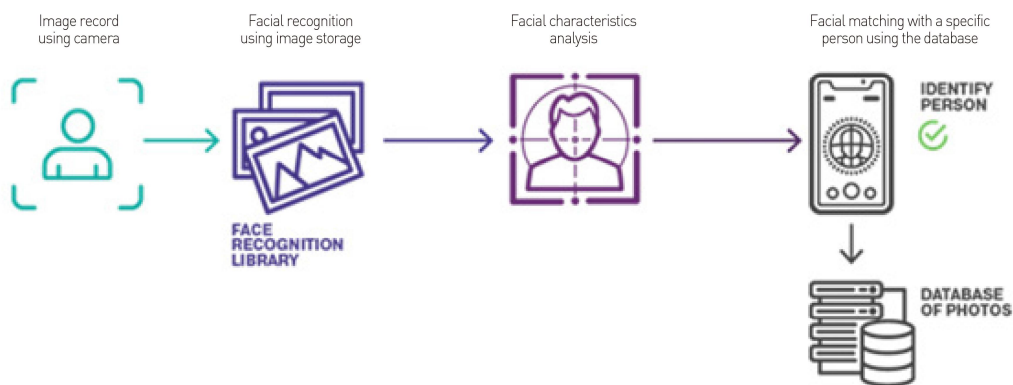 Image record
using camera
Facial recognition
using image storage
Facial characteristics
analysis
Facial matching with a specific
person using the database
FACE
RECOGNITION
LIBRARY
IDENTIFY
PERSON
DATABASE
OF PHOTOS